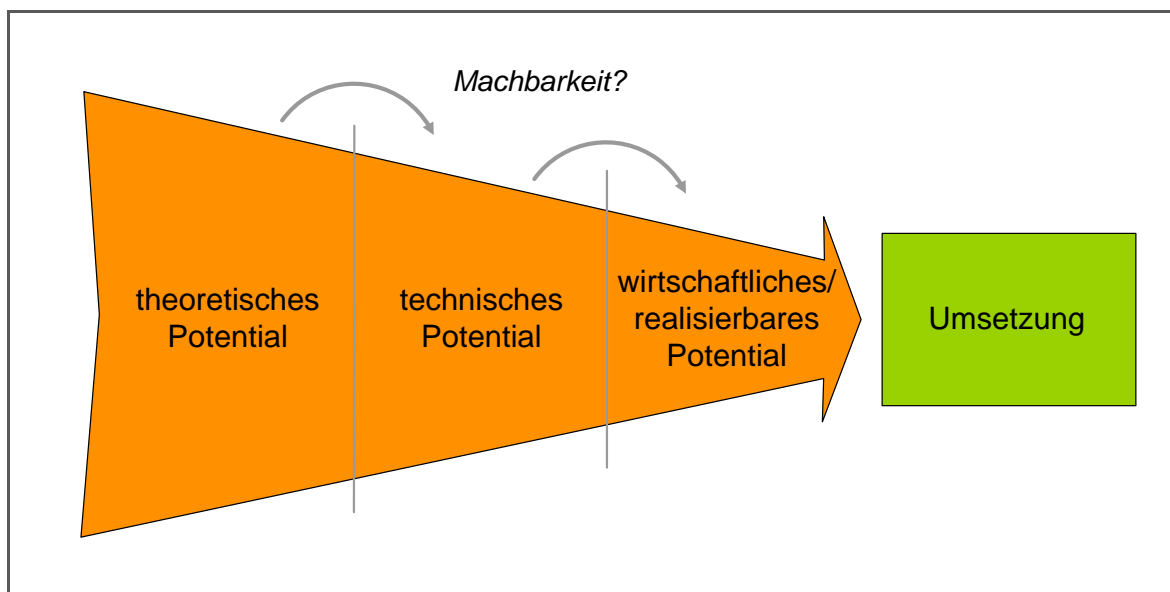 Machbarkeit?
theoretisches
Potential
technisches
Potential
wirtschaftliches/
realisierbares
Potential
Umsetzung